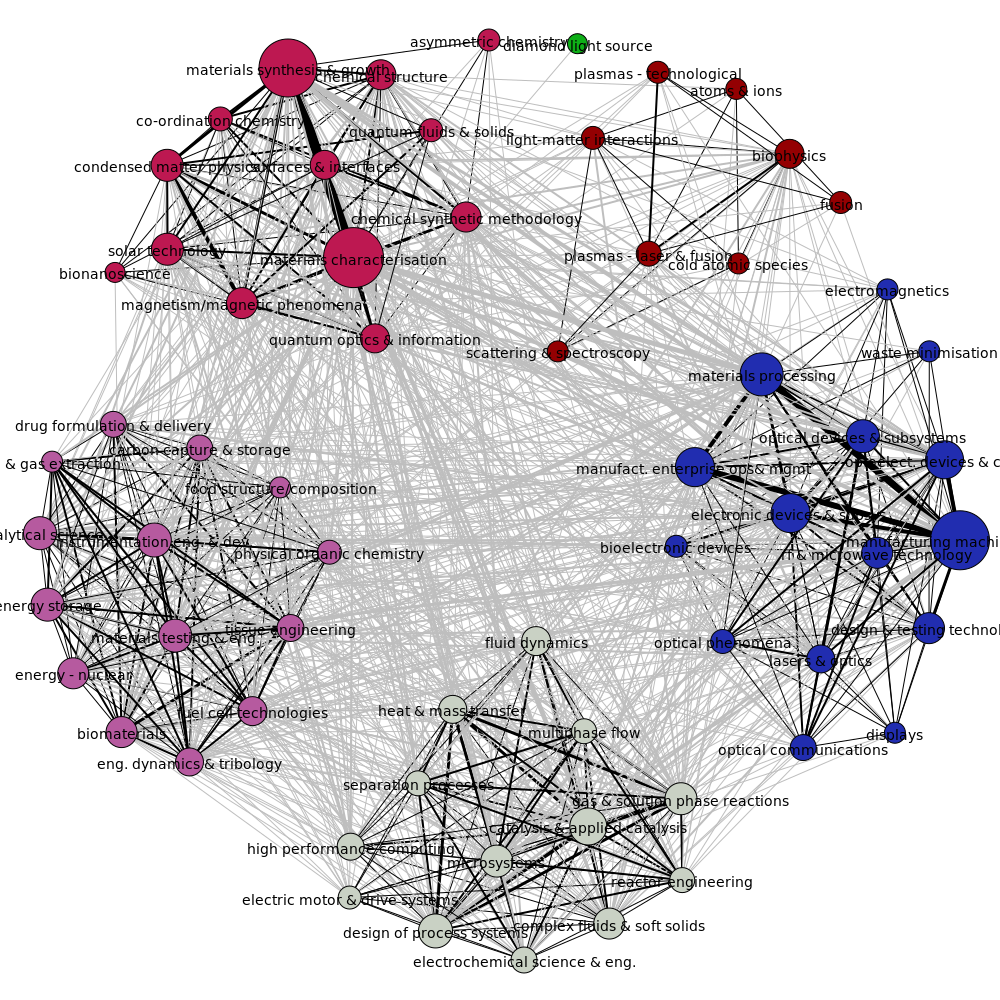 asymmetric chemistry
diamond light source
materials synthesis & growth
chemical structure
plasmas - technological
atoms & ions
co-ordination chemistry
quantum fluids & solids
light-matter interactions
biophysics
condensed matter physics
surfaces & interfaces
fusion
chemical synthetic methodology
solar technology
materials characterisation
plasmas - laser & fusion
cold atomic species
bionanoscience
electromagnetics
magnetism/magnetic phenomena
quantum optics & information
scattering & spectroscopy
waste minimisation
materials processing
drug formulation & delivery
carbon capture & storage
optical devices & subsystems
& gas extraction
optoelect. devices & c
manufact. enterprise ops& mgmt
food structure/composition
electronic devices & subsys.
alytical science
instrumentation eng. & dev.
manufacturing machi
physical organic chemistry
bioelectronic devices
& microwave technology
energy storage
materials testing & eng.
tissue engineering
design & testing technol
fluid dynamics
optical phenomena
lasers & optics
energy - nuclear
heat & mass transfer
fuel cell technologies
biomaterials
multiphase flow
displays
optical communications
eng. dynamics & tribology
separation processes
gas & solution phase reactions
catalysis & applied catalysis
high performance computing
microsystems
reactor engineering
electric motor & drive systems
design of process systems
complex fluids & soft solids
electrochemical science & eng.